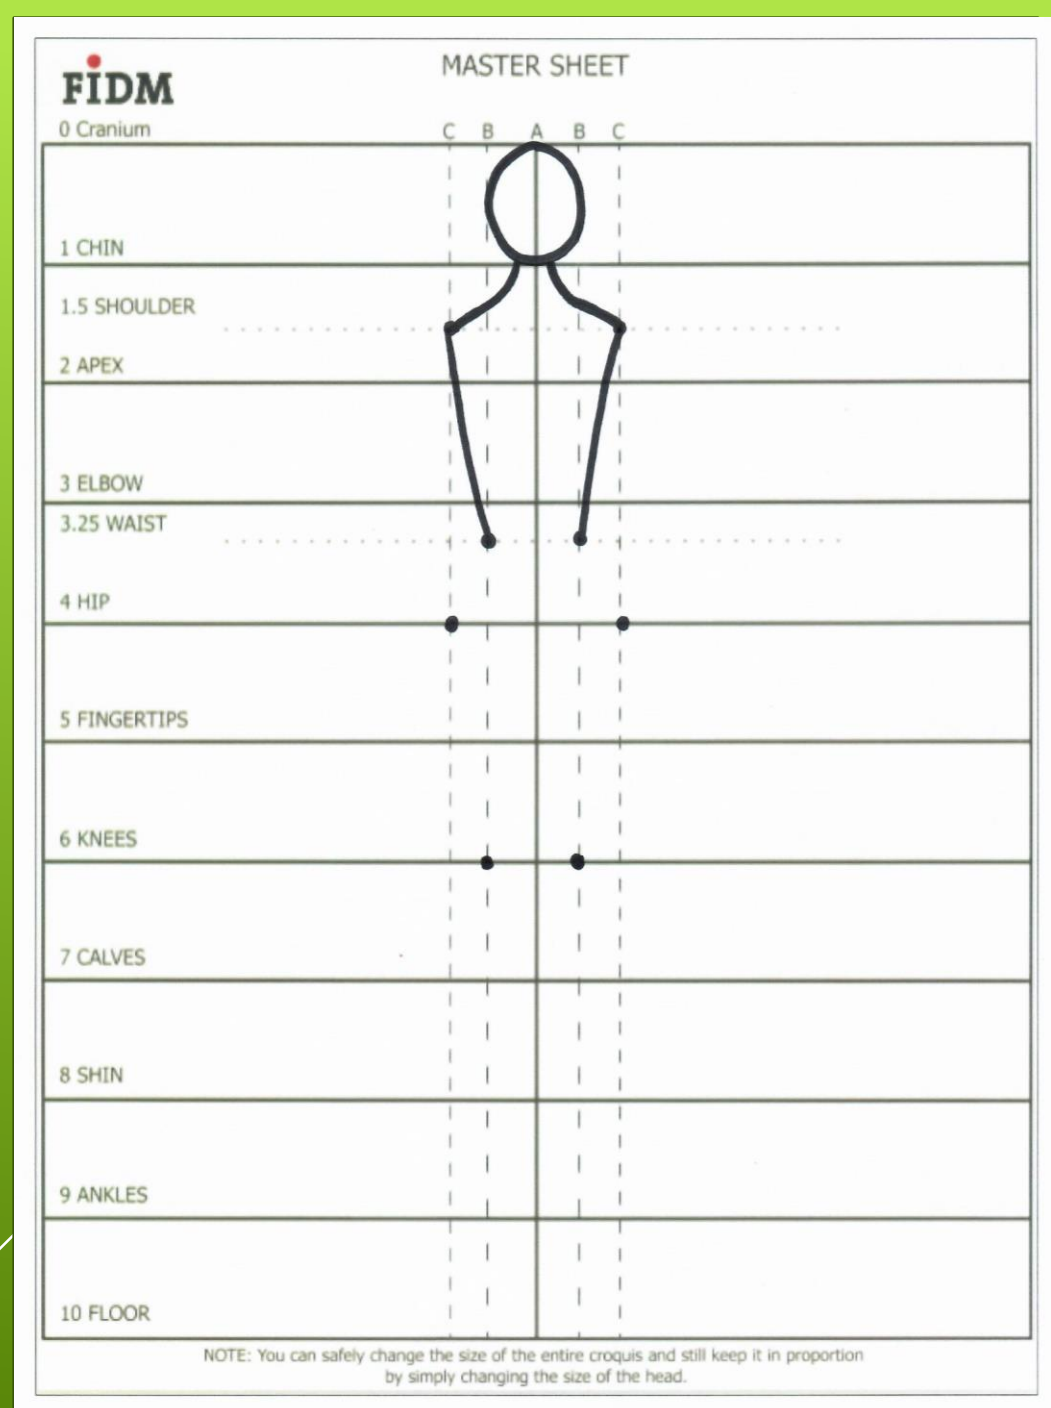 MASTER SHEET
FIDM
0 Cranium
C B A B C
1 CHIN
1.5 SHOULDER
2 APEX
3 ELBOW
3.25 WAIST
4 HIP
5 FINGERTIPS
6 KNEES
7 CALVES
8 SHIN
9 ANKLES
10 FLOOR
NOTE: You can safely change the size of the entire croquis and still keep it in proportion
by simply changing the size of the head.